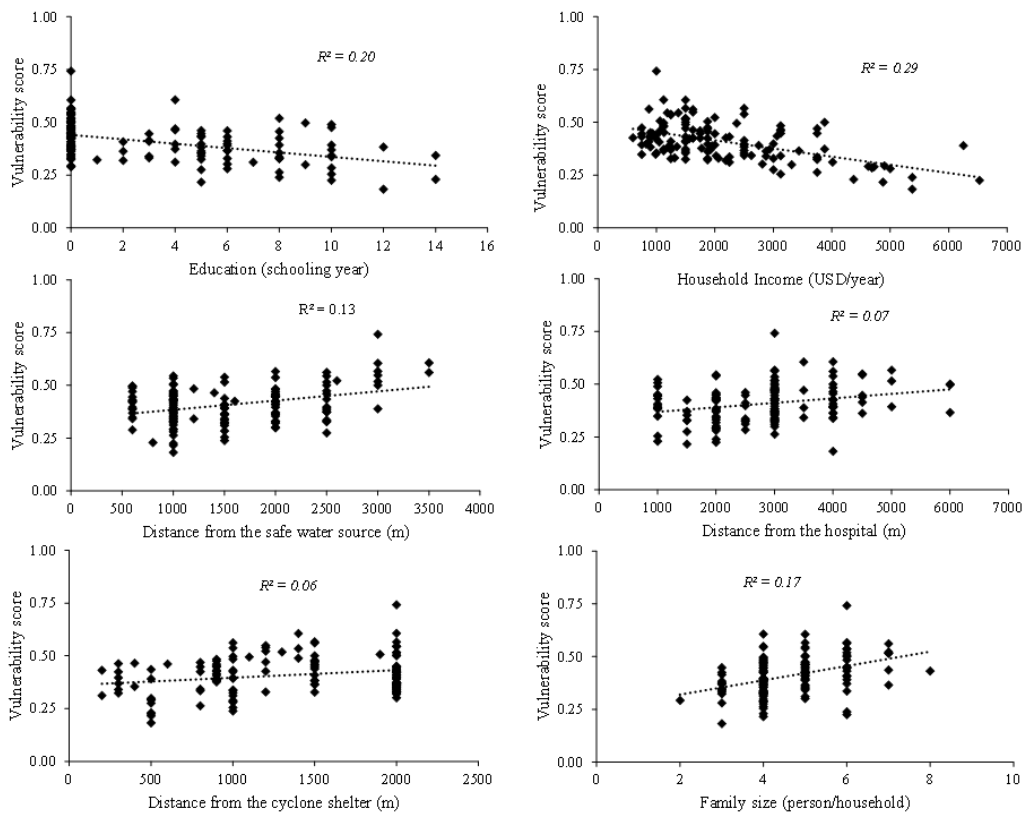 1.00
R² = 0.20
0.75
Vulnerability score
0.50
0.25
0.00
0 2 4 6 8 10 12 14 16
Education (schooling year)
1.00
R² = 0.29
0.75
Vulnerability score
0.50
0.25
0.00
0 1000 2000 3000 4000 5000 6000 7000
Household Income (USD/year)
1.00
R² = 0.13
0.75
Vulnerability score
0.50
0.25
0.00
0 500 1000 1500 2000 2500 3000 3500 4000
Distance from the safe water source (m)
1.00
R² = 0.07
0.75
Vulnerability score
0.50
0.25
0.00
0 1000 2000 3000 4000 5000 6000 7000
Distance from the hospital (m)
1.00
R² = 0.06
0.75
Vulnerability score
0.50
0.25
0.00
0 500 1000 1500 2000 2500
Distance from the cyclone shelter (m)
1.00
R² = 0.17
0.75
Vulnerability score
0.50
0.25
0.00
0 2 4 6 8 10
Family size (person/household)